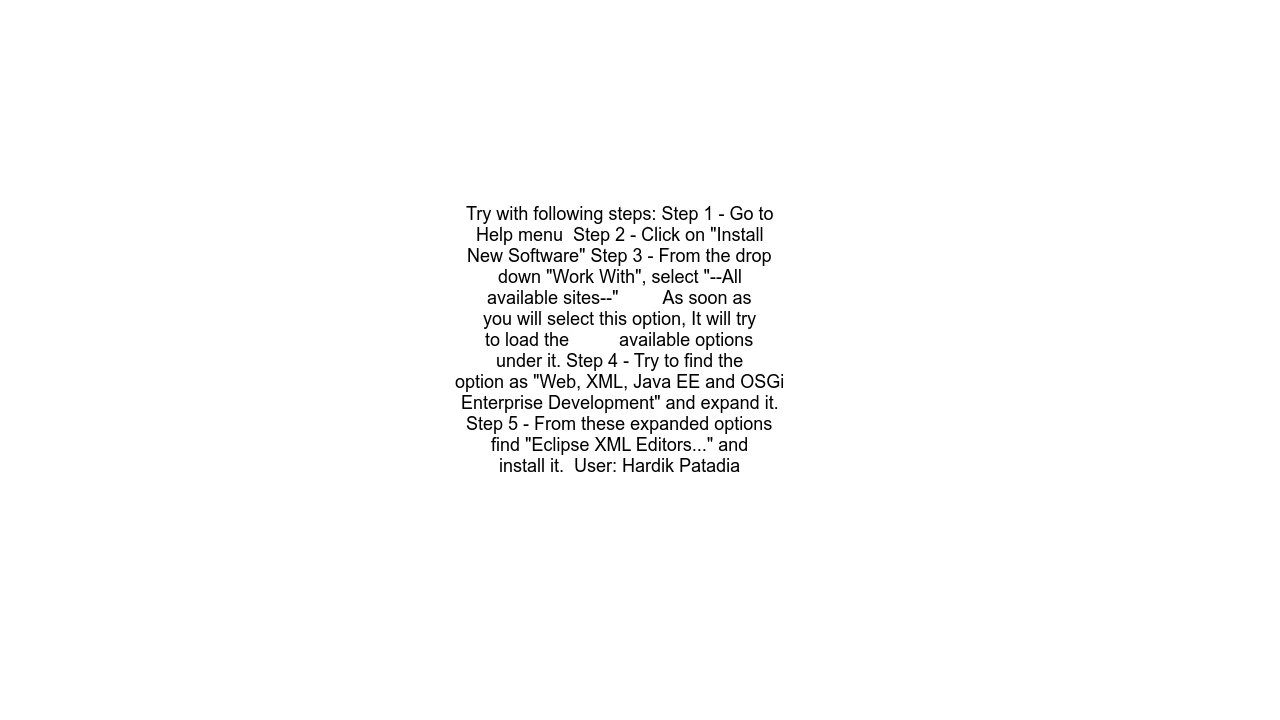 Try with following steps: Step 1 - Go to
Help menu  Step 2 - Click on "Install
New Software" Step 3 - From the drop
down "Work With", select "--All
available sites--"         As soon as
you will select this option, It will try
to load the          available options
under it. Step 4 - Try to find the
option as "Web, XML, Java EE and OSGi
Enterprise Development" and expand it.
Step 5 - From these expanded options
find "Eclipse XML Editors..." and
install it.  User: Hardik Patadia